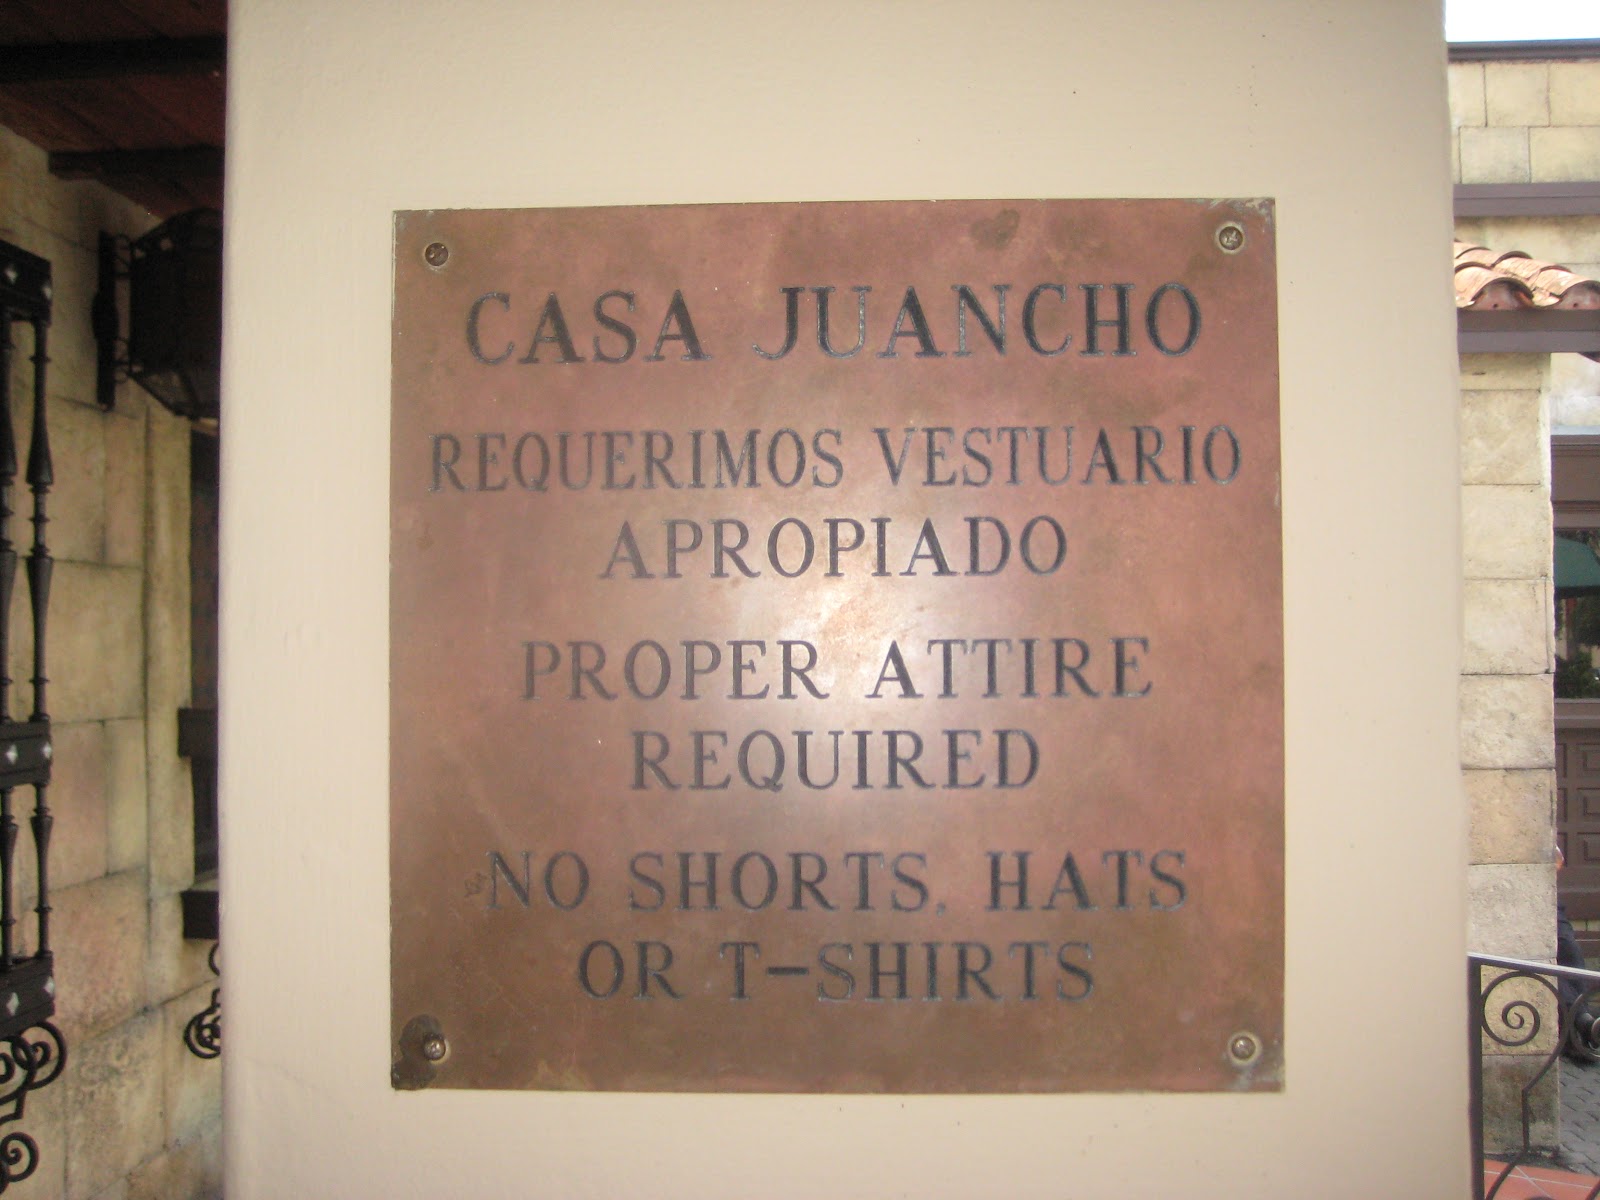 CASA JUANCHO
REQUERIMOS VESTUARIO
APROPIADO
PROPER ATTIRE
REQUIRED
NO SHORTS, HATS
OR T-SHIRTS